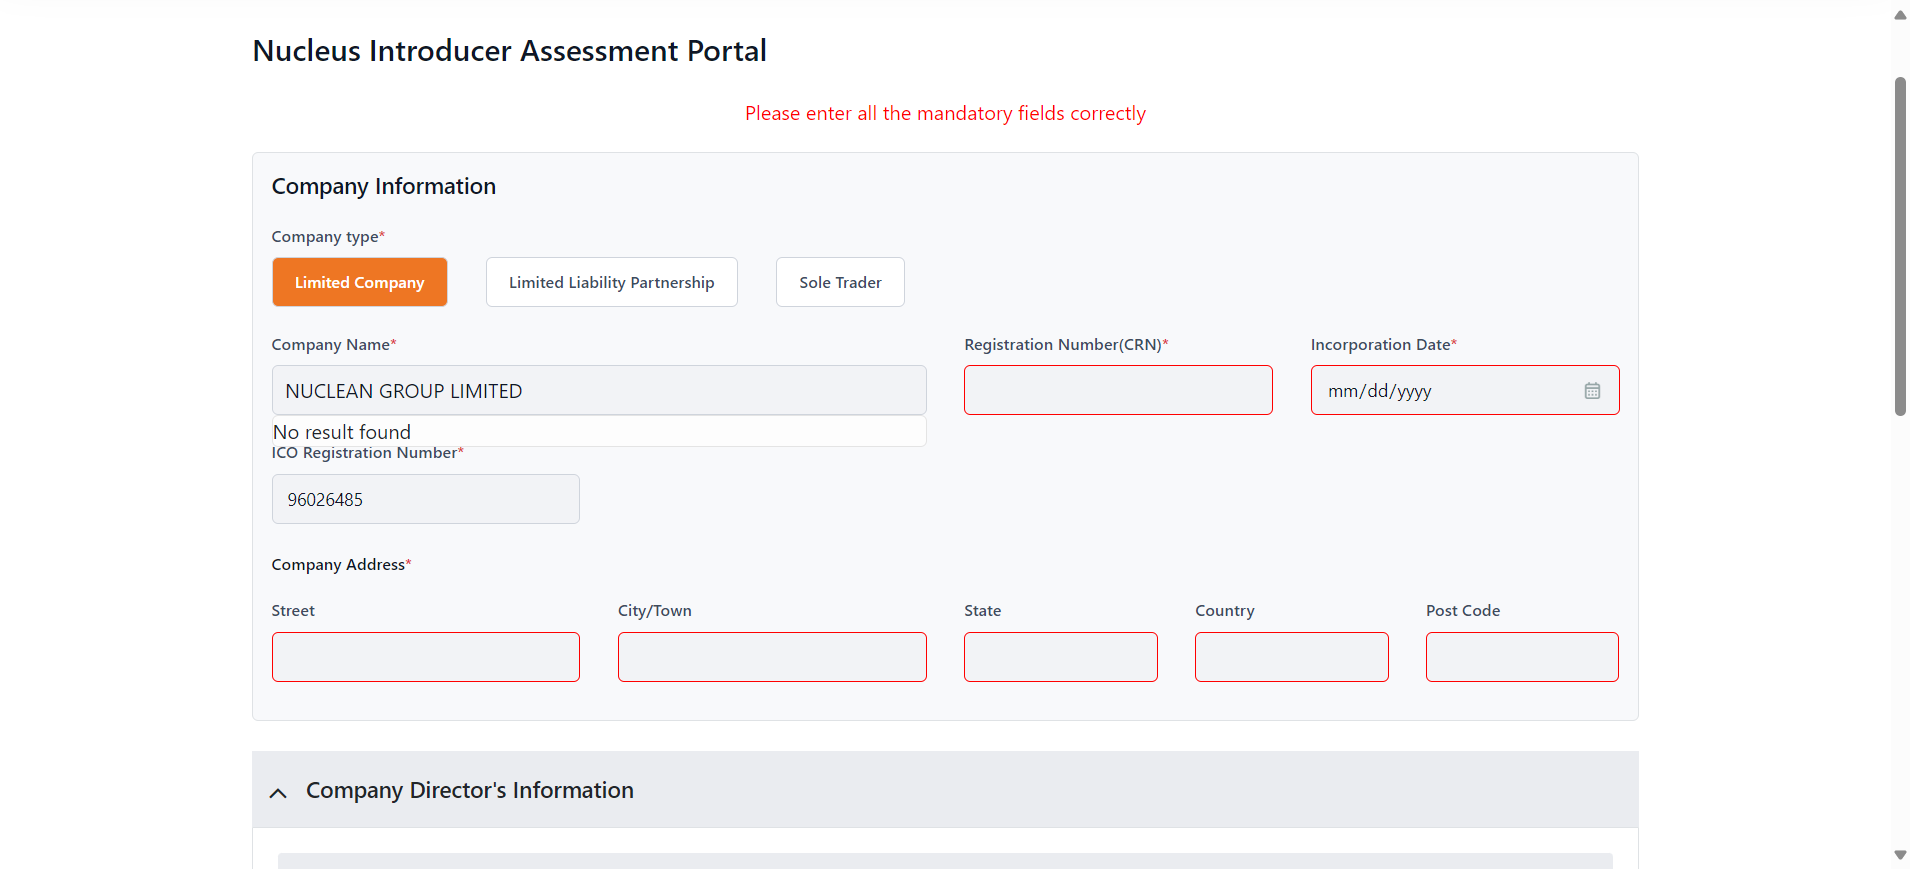 Nucleus Introducer Assessment Portal
Please enter all the mandatory fields correctly
Company Information
Company type*
Limited Company Limited Liability Partnership Sole Trader
Company Name* Registration Number(CRN)* Incorporation Date*
NUCLEAN GROUP LIMITED mm/dd/yyyy
No result found
ICO Registration Number*
96026485
Company Address*
Street City/Town State Country Post Code
Company Director's Information